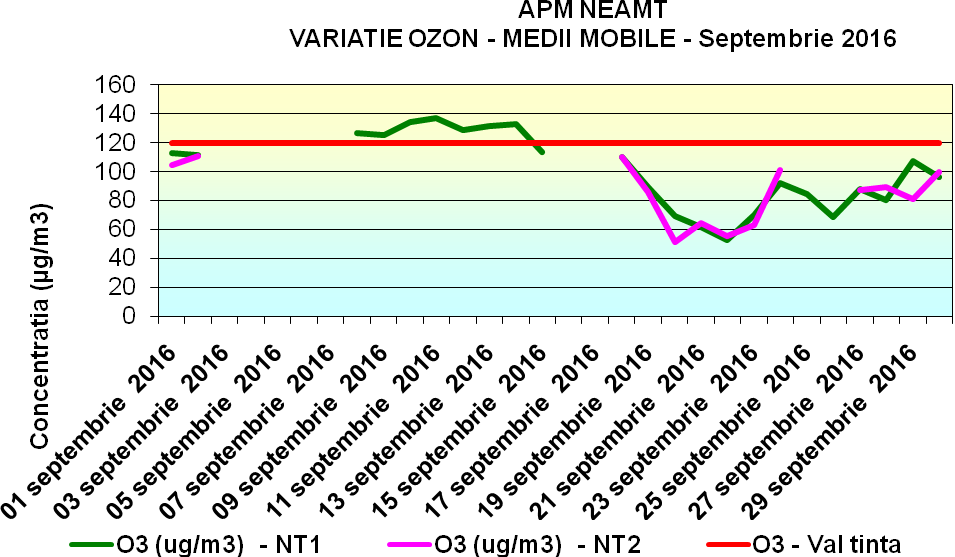 APM NEAMT
VARIATIE OZON - MEDII MOBILE - Septembrie 2016
Concentratia (µg/m3)
160
140
120
100
80
60
40
20
0
01 septembrie 2016
03 septembrie 2016
05 septembrie 2016
07 septembrie 2016
09 septembrie 2016
11 septembrie 2016
13 septembrie 2016
15 septembrie 2016
17 septembrie 2016
19 septembrie 2016
21 septembrie 2016
23 septembrie 2016
25 septembrie 2016
27 septembrie 2016
29 septembrie 2016
O3 (ug/m3) - NT1
O3 (ug/m3) - NT2
O3 - Val tinta